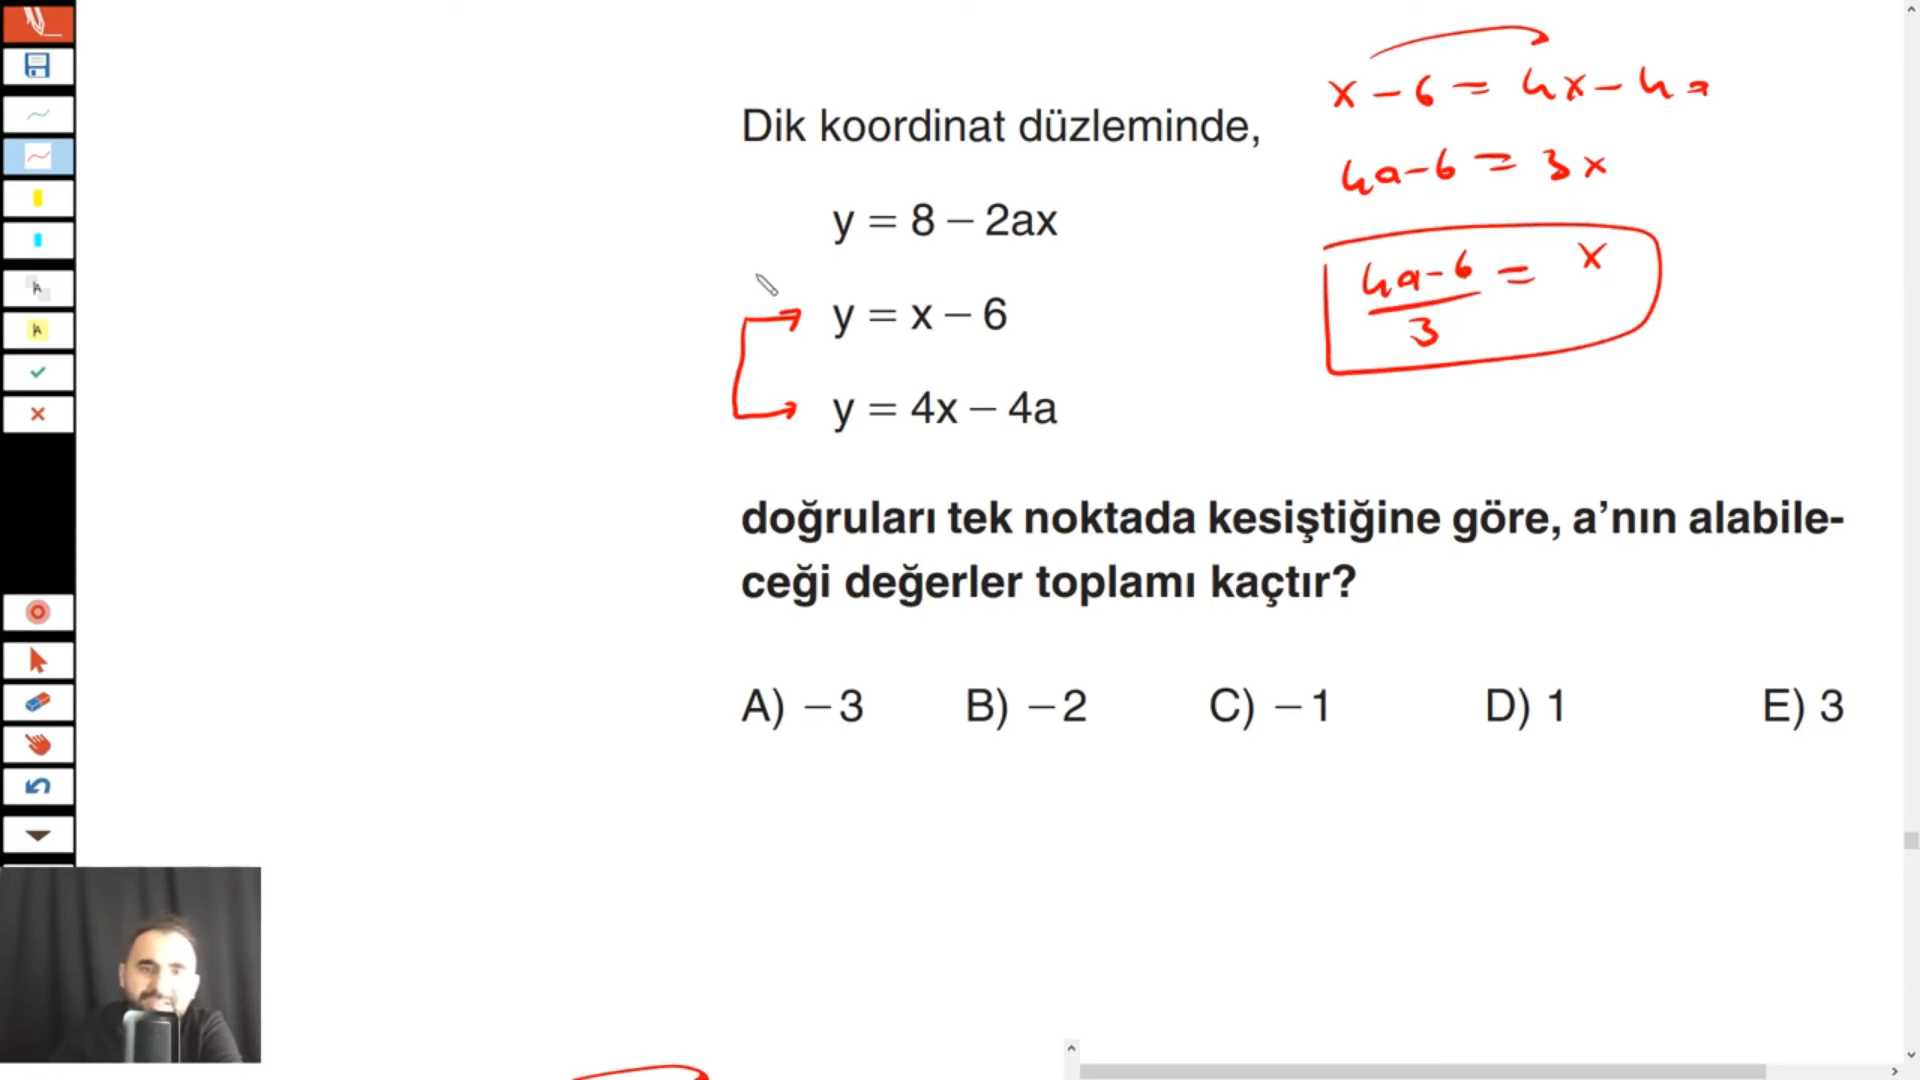 Dik koordinat düzleminde,
y = 8 – 2ax
y = x – 6
y = 4x – 4a
doğruları tek noktada kesiştiğine göre, a’nın alabile-
ceği değerler toplamı kaçtır?
A) –3 B) –2 C) –1 D) 1 E) 3
x – 6 = 4x – 4a
4a – 6 = 3x
4a – 6 = x
3